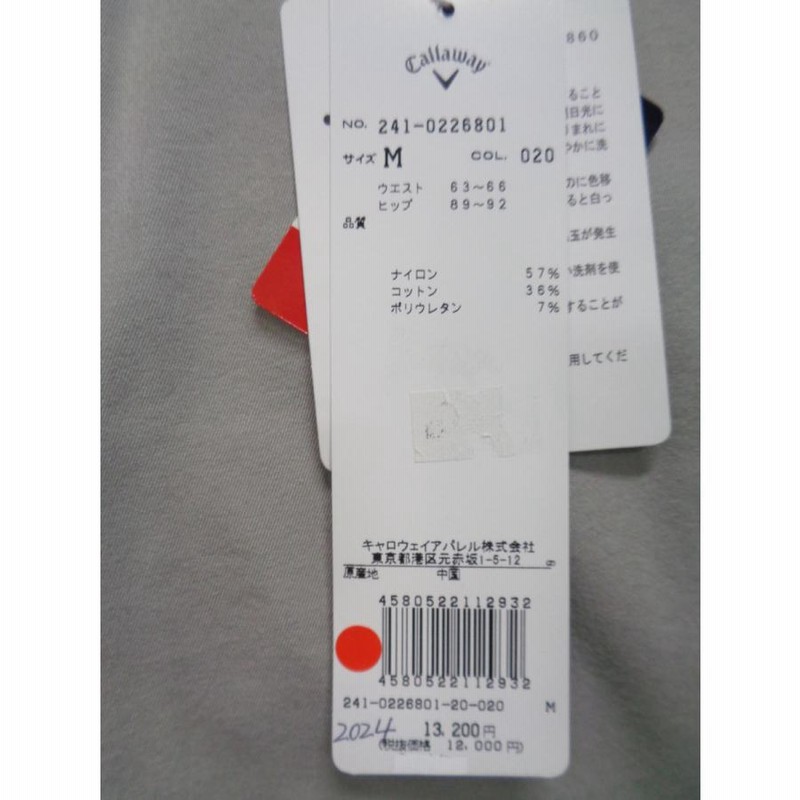 Callaway
NO. 241-0226801
サイズ M COL. 020
ウエスト 63～66
ヒップ 89～92
品質
ナイロン 57%
コットン 36%
ポリウレタン 7%
キャロウェイアパレル株式会社
東京都港区元赤坂1-5-12
原産地 中国
4580522112932
4580522112932
241-0226801-20-020 M
2024 13,200円
(税抜価格 12,000円)
860
ること
に
まれに
やかに洗
に色移
ると白っ
玉が発生
洗剤を使
することが
用してくだ